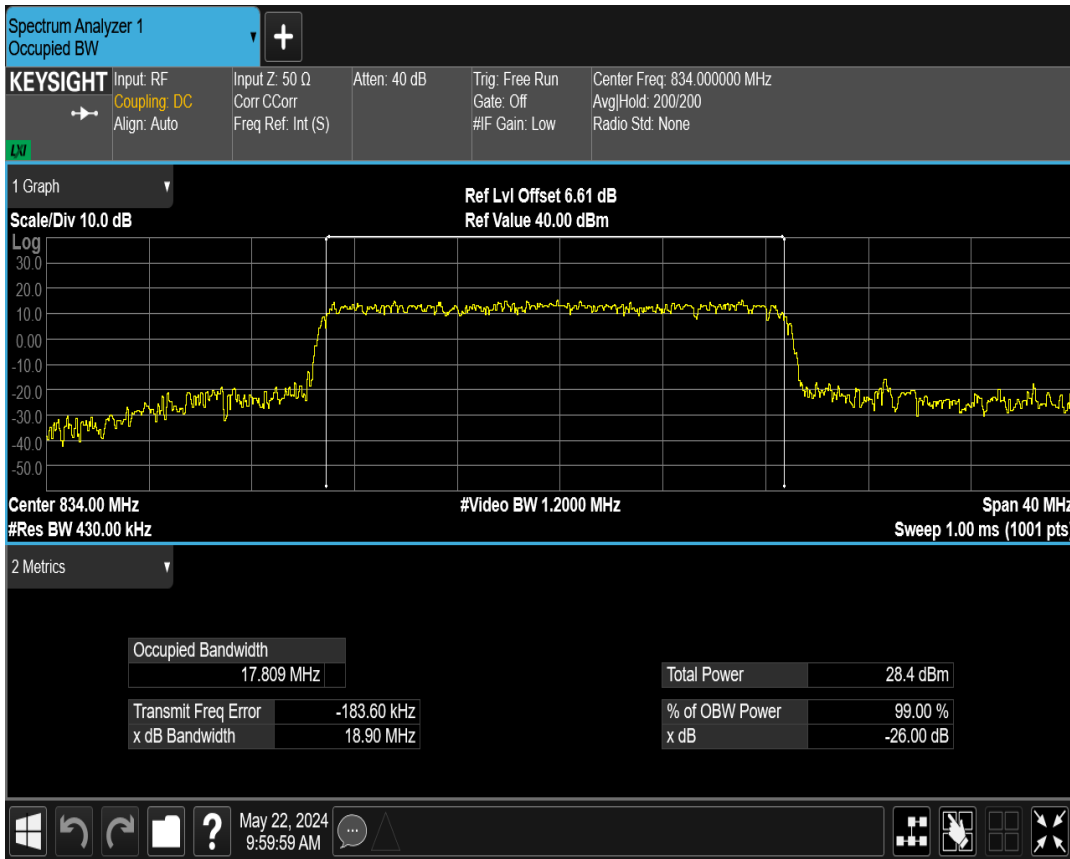 Spectrum Analyzer 1
Occupied BW
+
KEYSIGHT
LXI
Input: RF
Coupling: DC
Align: Auto
Input Z: 50 Ω
Corr CCorr
Freq Ref: Int (S)
Atten: 40 dB
Trig: Free Run
Gate: Off
#IF Gain: Low
Center Freq: 834.000000 MHz
Avg|Hold: 200/200
Radio Std: None
1 Graph
Scale/Div 10.0 dB
Ref Lvl Offset 6.61 dB
Ref Value 40.00 dBm
Log
30.0
20.0
10.0
0.00
-10.0
-20.0
-30.0
-40.0
-50.0
Center 834.00 MHz
#Video BW 1.2000 MHz
Span 40 MHz
#Res BW 430.00 kHz
Sweep 1.00 ms (1001 pts)
2 Metrics
Occupied Bandwidth
17.809 MHz
Total Power 28.4 dBm
Transmit Freq Error -183.60 kHz
% of OBW Power 99.00 %
x dB Bandwidth 18.90 MHz
x dB -26.00 dB
?
May 22, 2024
9:59:59 AM